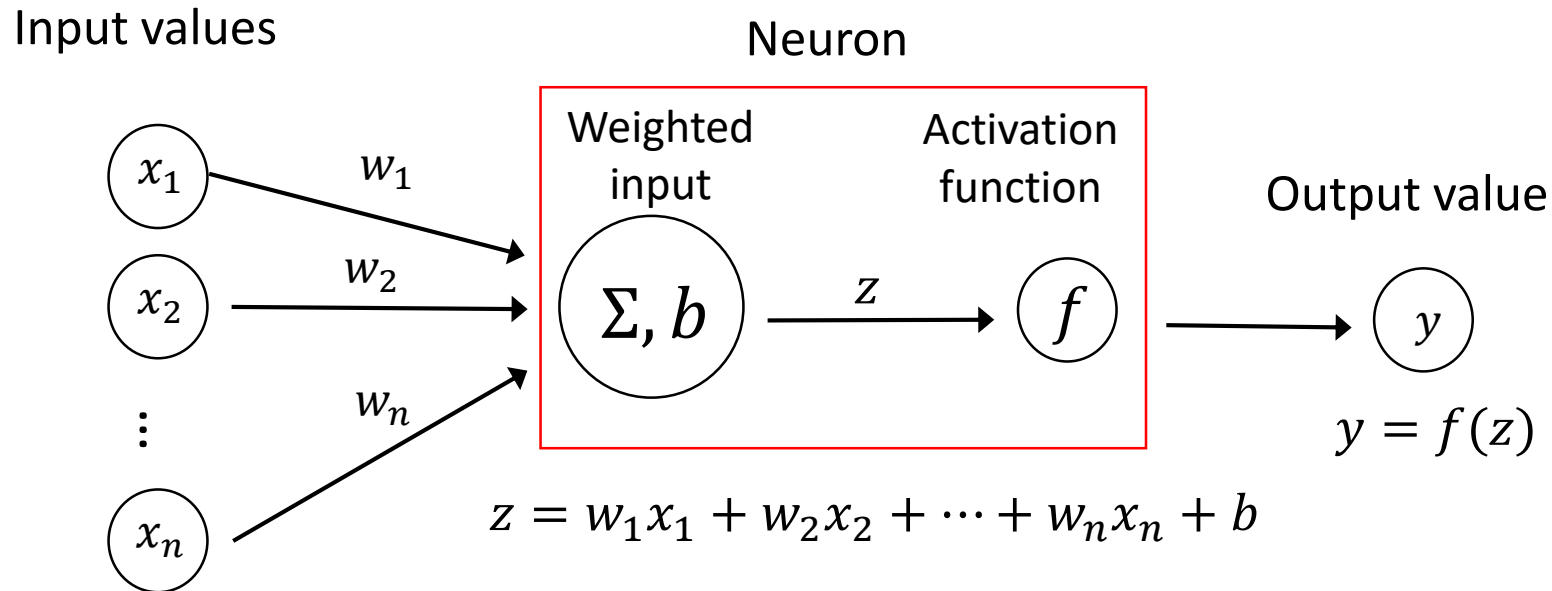 Input values
Neuron
Weighted
input
Activation
function
Output value
x₁
w₁
x₂
w₂
⋮
wₙ
xₙ
Σ, b
z
f
y
y = f(z)
z = w₁x₁ + w₂x₂ + ⋯ + wₙxₙ + b